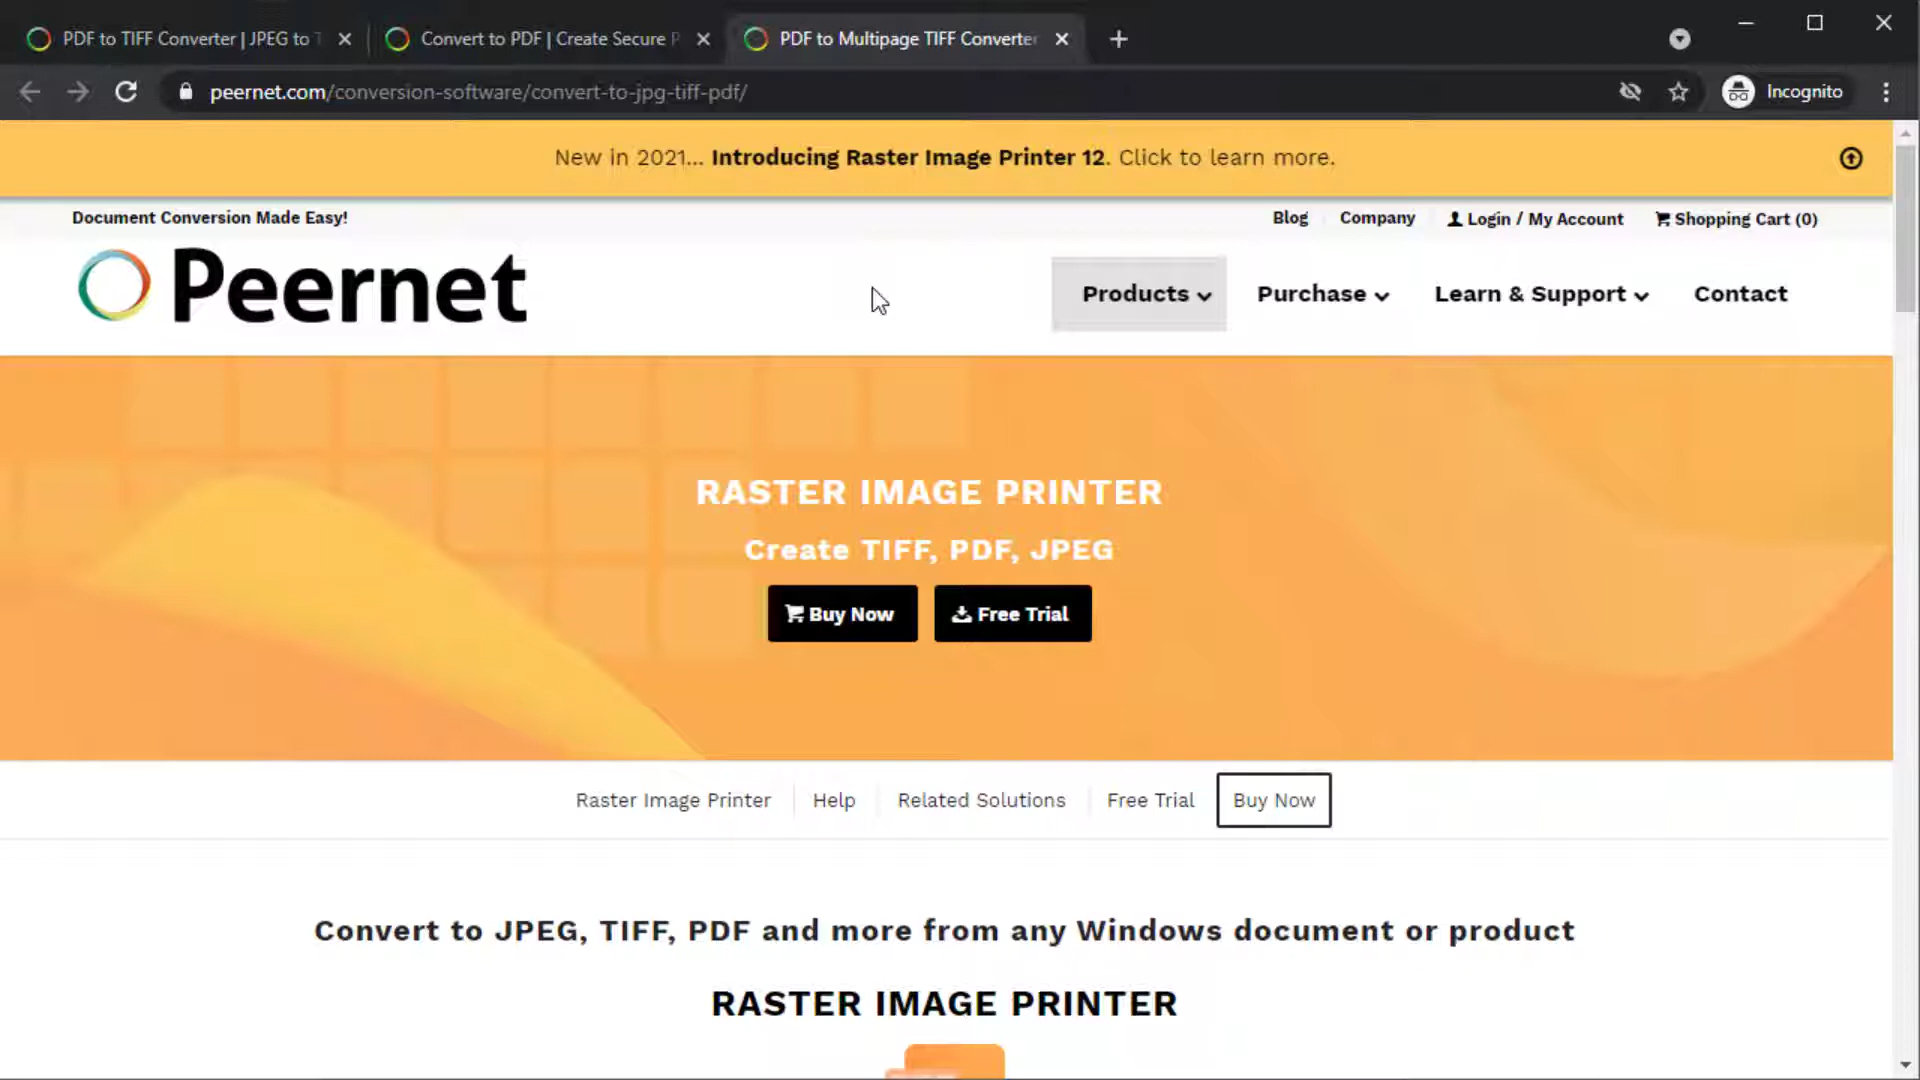 PDF to TIFF Converter | JPEG to T
Convert to PDF | Create Secure P
PDF to Multipage TIFF Converter
peernet.com/conversion-software/convert-to-jpg-tiff-pdf/
Incognito
New in 2021... Introducing Raster Image Printer 12. Click to learn more.
Document Conversion Made Easy!
Blog
Company
Login / My Account
Shopping Cart (0)
Peernet
Products
Purchase
Learn & Support
Contact
RASTER IMAGE PRINTER
Create TIFF, PDF, JPEG
Buy Now
Free Trial
Raster Image Printer
Help
Related Solutions
Free Trial
Buy Now
Convert to JPEG, TIFF, PDF and more from any Windows document or product
RASTER IMAGE PRINTER